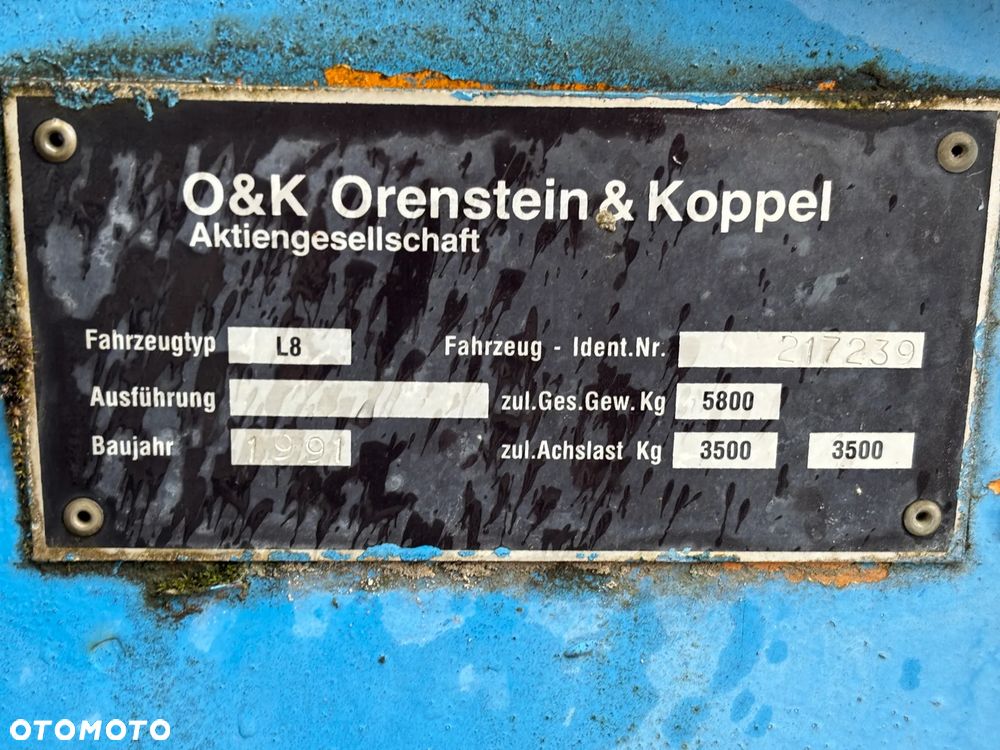 O&K Orenstein & Koppel
Aktiengesellschaft
Fahrzeugtyp L8 Fahrzeug - Ident.Nr. 217239
Ausführung zul.Ges.Gew.Kg 5800
Baujahr 1991 zul.Achslast Kg 3500 3500
OTOMOTO